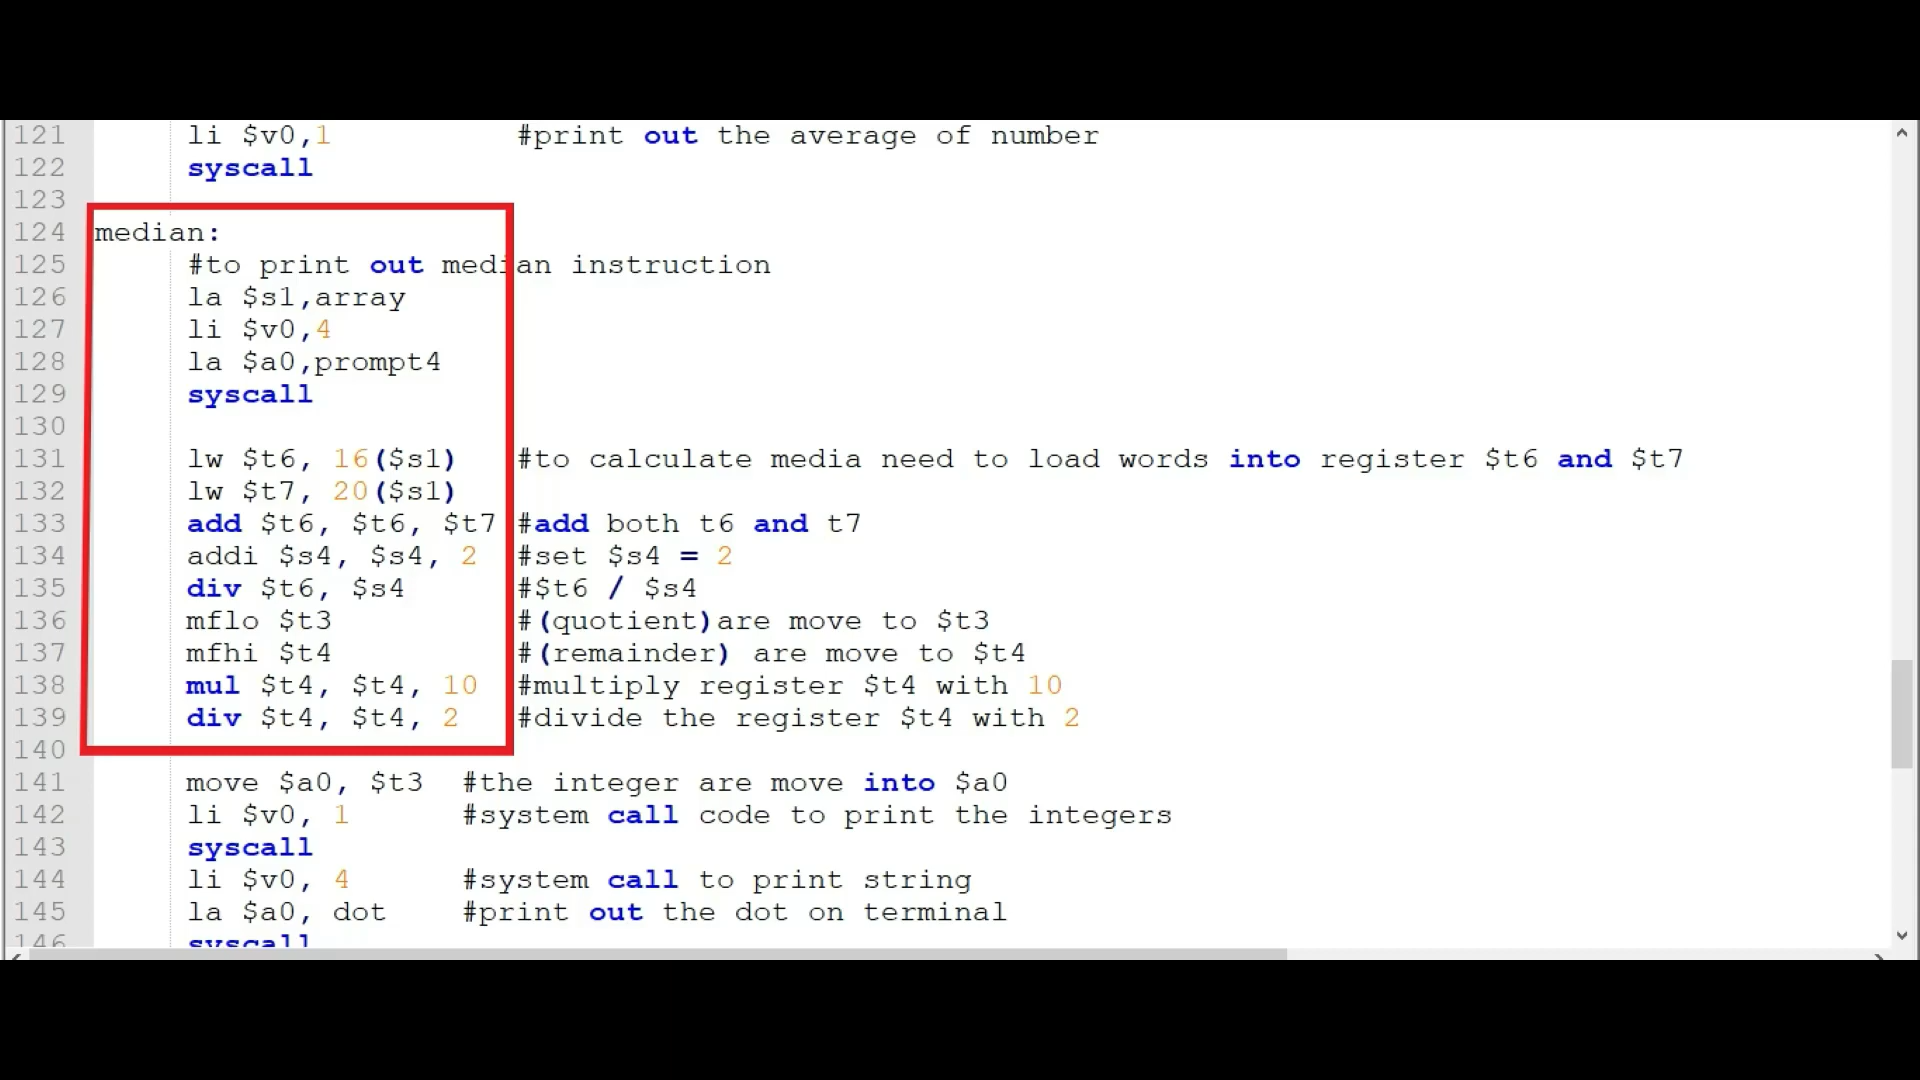 121 li $v0,1 #print out the average of number
122 syscall
123
124 median:
125 #to print out median instruction
126 la $s1,array
127 li $v0,4
128 la $a0,prompt4
129 syscall
130
131 lw $t6, 16($s1) #to calculate media need to load words into register $t6 and $t7
132 lw $t7, 20($s1)
133 add $t6, $t6, $t7 #add both t6 and t7
134 addi $s4, $s4, 2 #set $s4 = 2
135 div $t6, $s4 #$t6 / $s4
136 mflo $t3 #(quotient)are move to $t3
137 mfhi $t4 #(remainder) are move to $t4
138 mul $t4, $t4, 10 #multiply register $t4 with 10
139 div $t4, $t4, 2 #divide the register $t4 with 2
140
141 move $a0, $t3 #the integer are move into $a0
142 li $v0, 1 #system call code to print the integers
143 syscall
144 li $v0, 4 #system call to print string
145 la $a0, dot #print out the dot on terminal
146 syscall